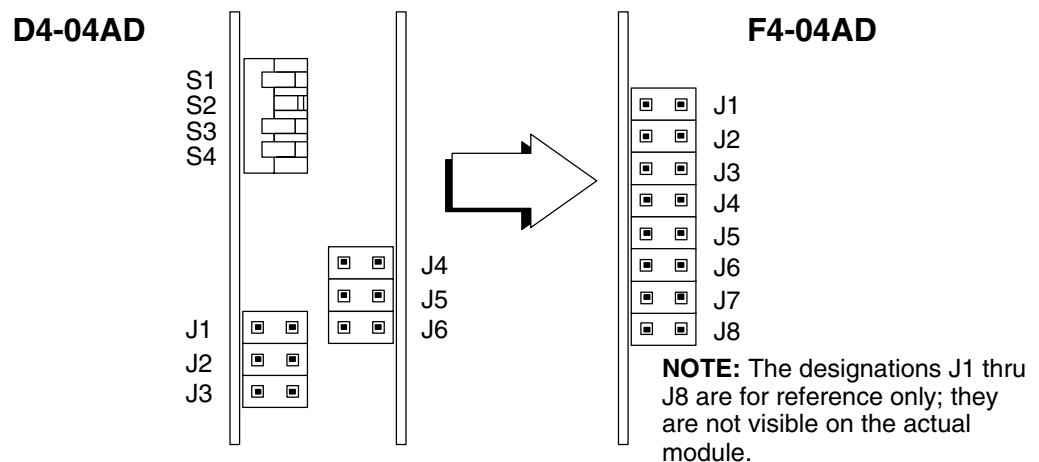 D4-04AD
F4-04AD
S1
S2
S3
S4
J1
J2
J3
J4
J5
J6
J1
J2
J3
J4
J5
J6
J7
J8
NOTE: The designations J1 thru
J8 are for reference only; they
are not visible on the actual
module.